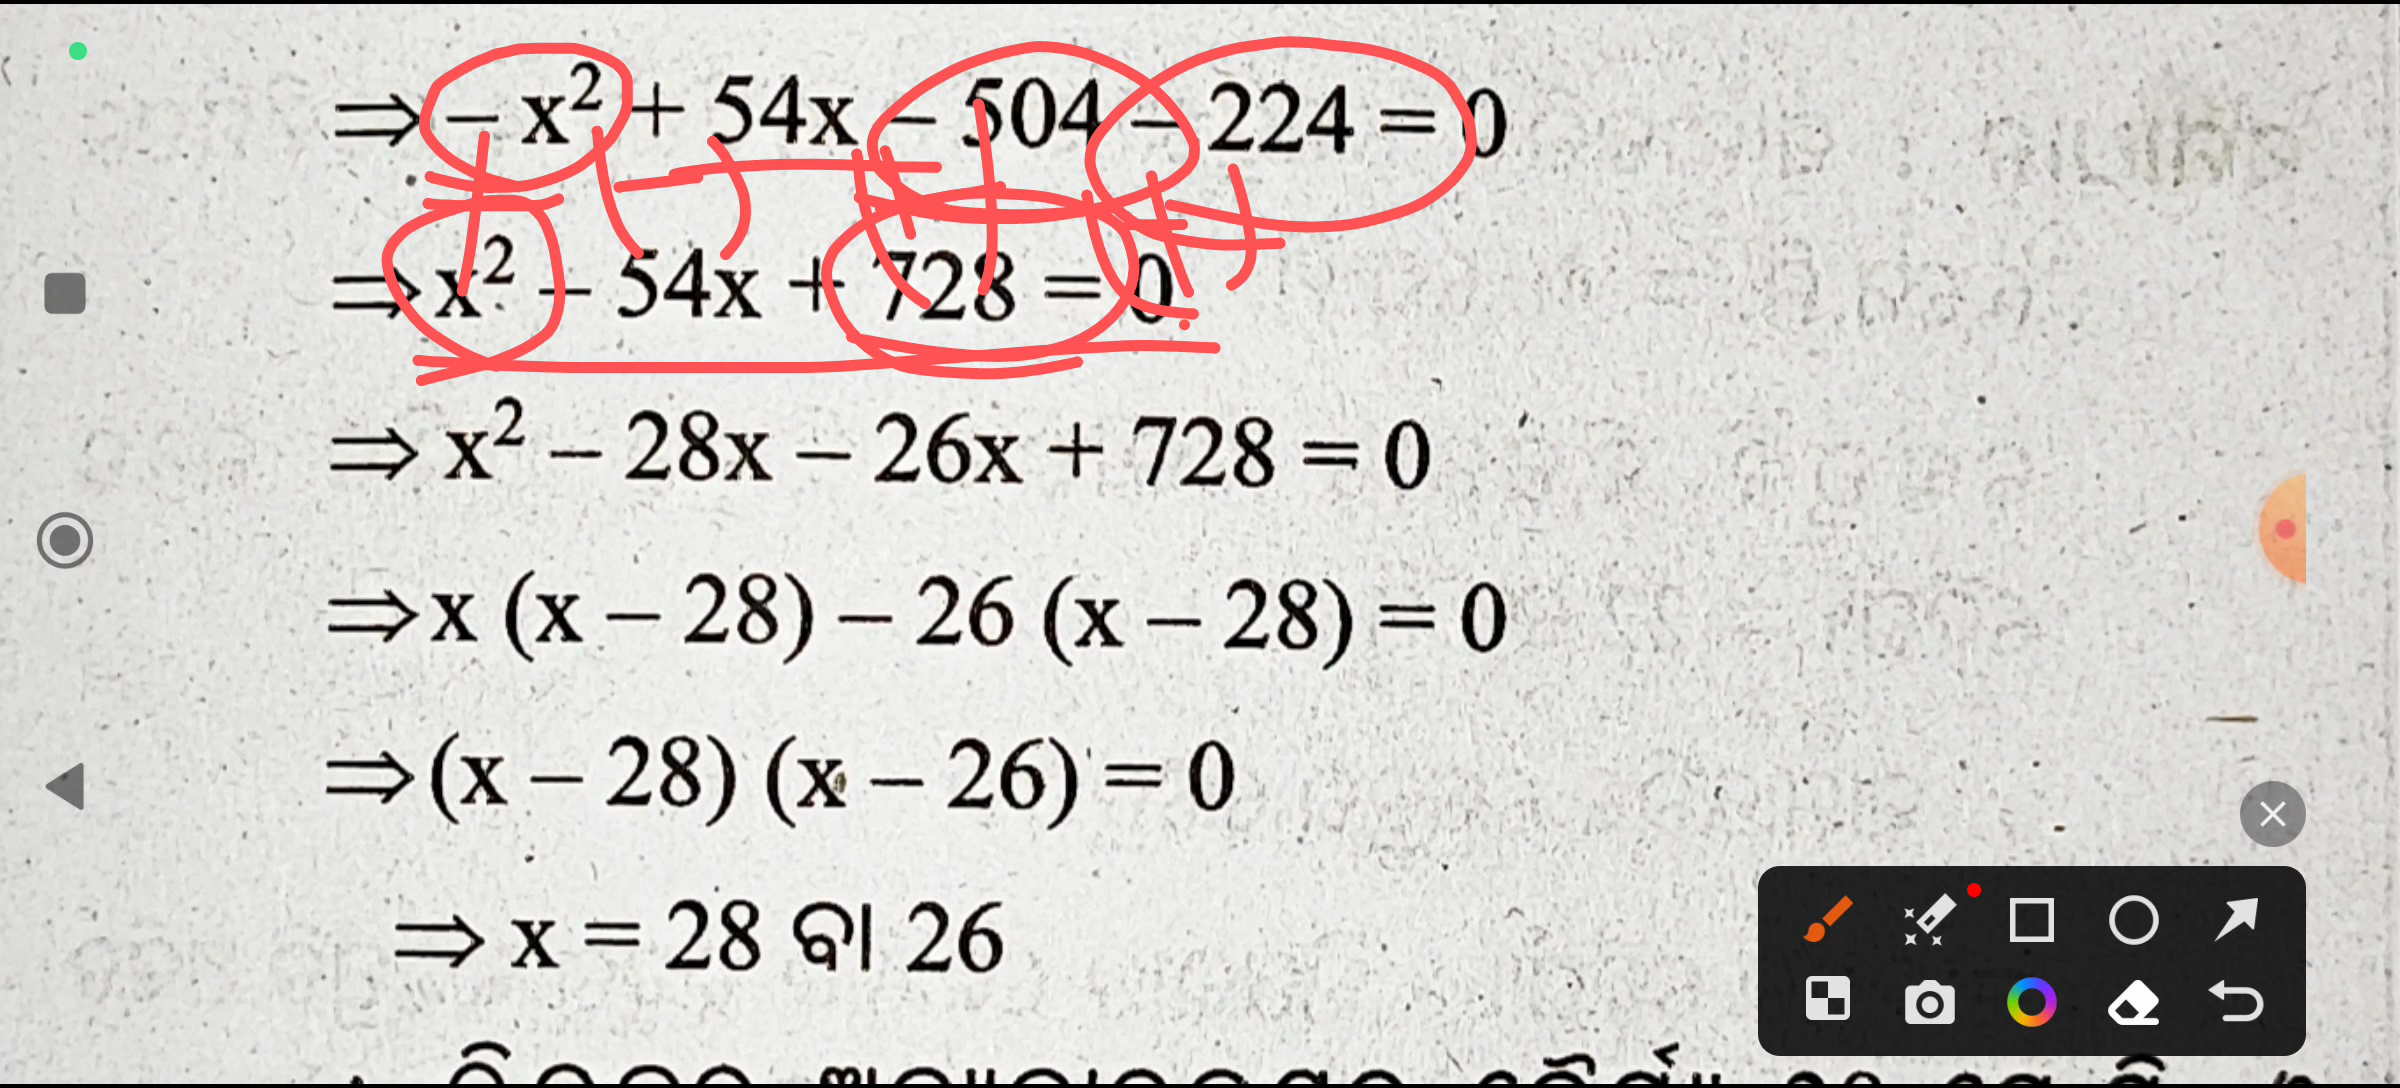 ⇒ – x² + 54x – 504 – 224 = 0
⇒ x² – 54x + 728 = 0
⇒ x² – 28x – 26x + 728 = 0
⇒ x (x – 28) – 26 (x – 28) = 0
⇒ (x – 28) (x – 26) = 0
⇒ x = 28 ବା 26